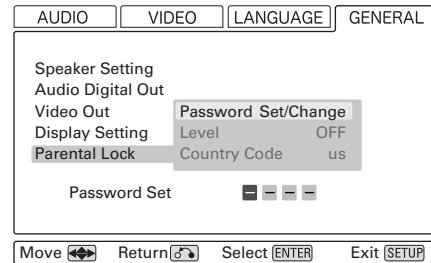 AUDIO VIDEO LANGUAGE GENERAL
Speaker Setting
Audio Digital Out
Video Out Password Set/Change
Display Setting Level OFF
Parental Lock Country Code us
Password Set – – – –
Move Return Select ENTER Exit SETUP